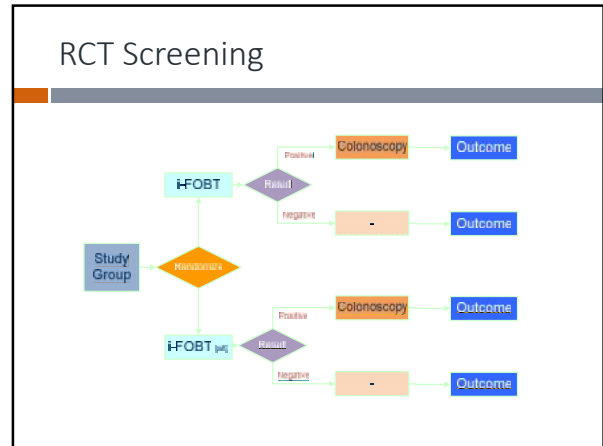 RCT Screening
Positive
Colonoscopy
Outcome
i-FOBT
Result
Negative
-
Outcome
Study
Group
Randomize
Positive
Colonoscopy
Outcome
i-FOBT
Result
Negative
-
Outcome